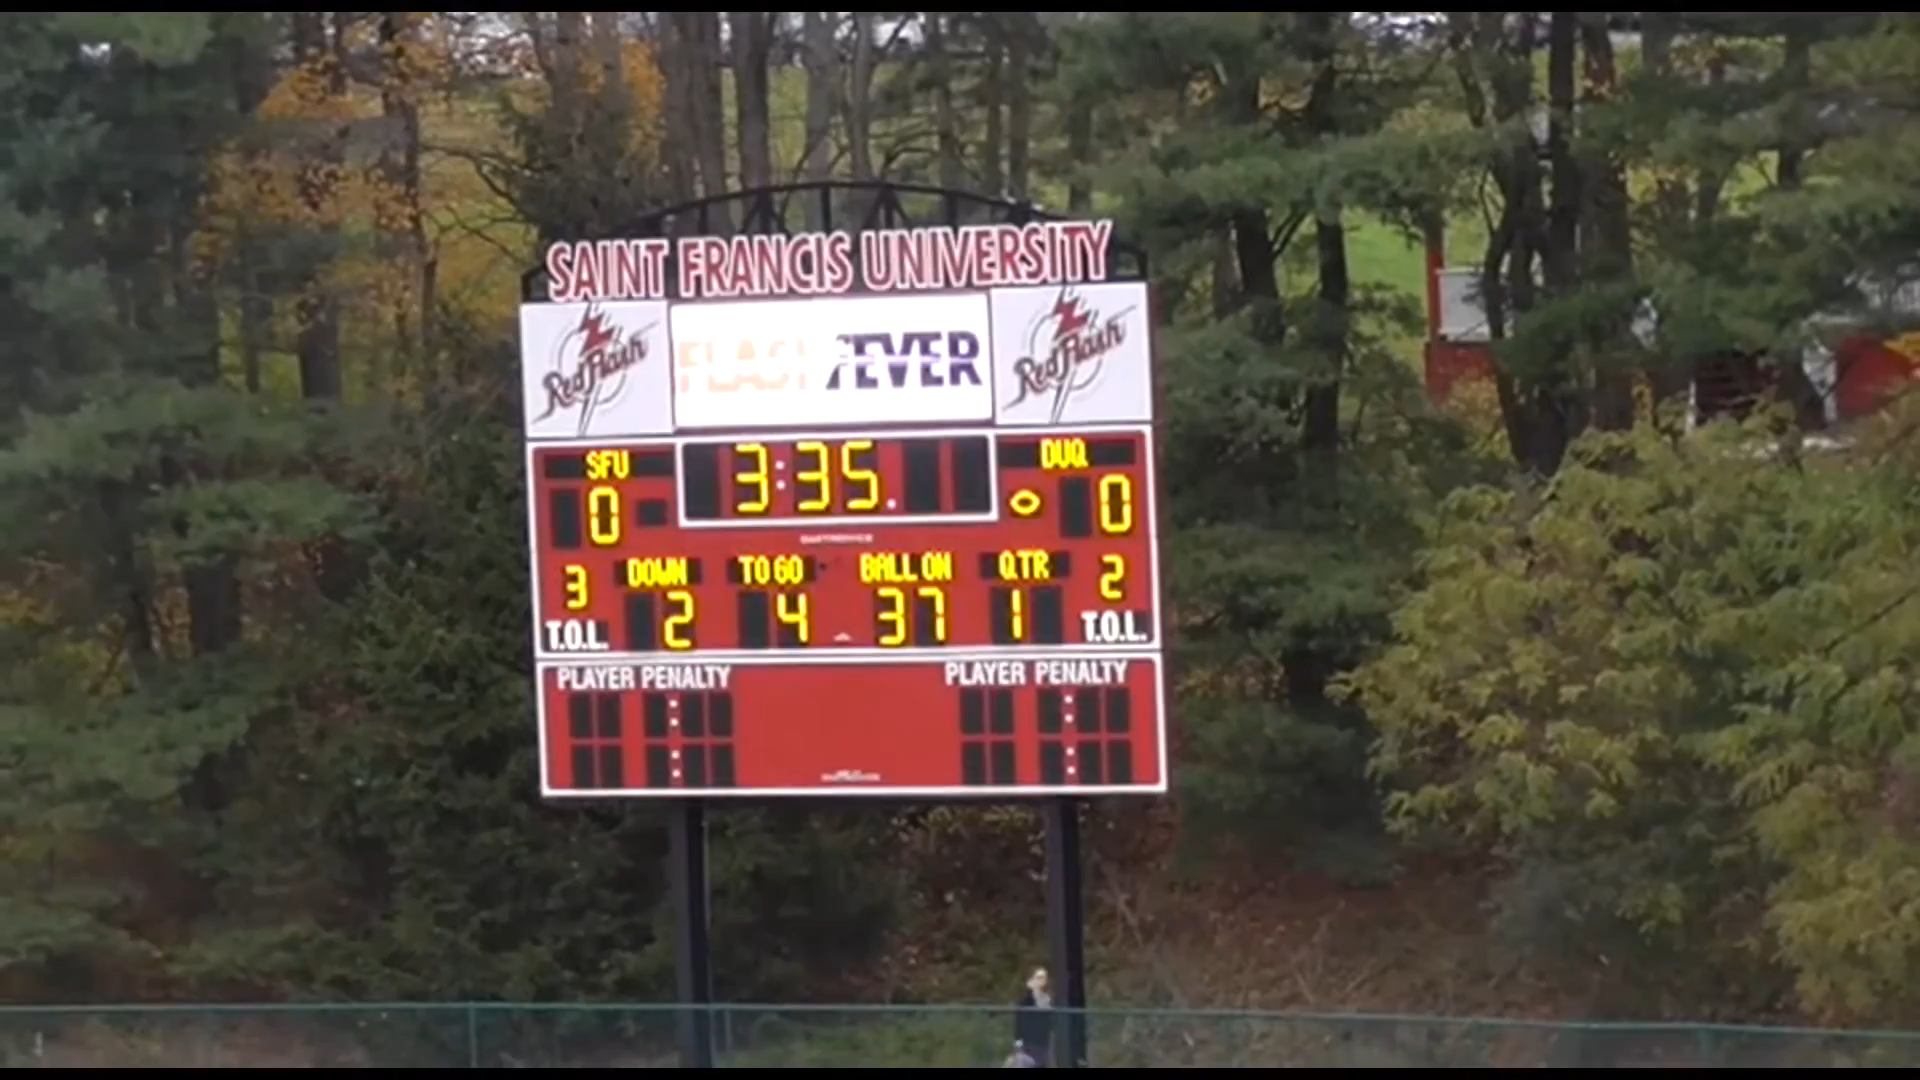 SAINT FRANCIS UNIVERSITY
Red Flash
FLASH FEVER
Red Flash
SFU 3:35 DUQ
0 0
DOWN TO GO BALL ON QTR
3 2 4 37 1 2
T.O.L. T.O.L.
PLAYER PENALTY PLAYER PENALTY